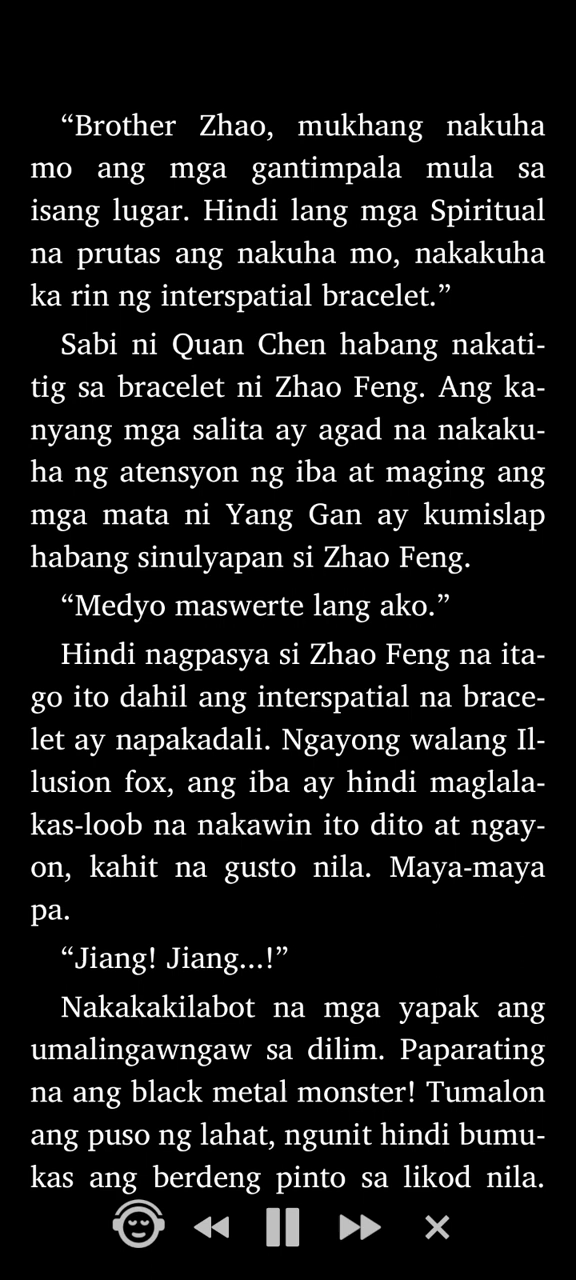 “Brother Zhao, mukhang nakuha
mo ang mga gantimpala mula sa
isang lugar. Hindi lang mga Spiritual
na prutas ang nakuha mo, nakakuha
ka rin ng interspatial bracelet.”
Sabi ni Quan Chen habang nakati-
tig sa bracelet ni Zhao Feng. Ang ka-
nyang mga salita ay agad na nakaku-
ha ng atensyon ng iba at maging ang
mga mata ni Yang Gan ay kumislap
habang sinulyapan si Zhao Feng.
“Medyo maswerte lang ako.”
Hindi nagpasya si Zhao Feng na ita-
go ito dahil ang interspatial na brace-
let ay napakadali. Ngayong walang Il-
lusion fox, ang iba ay hindi maglala-
kas-loob na nakawin ito dito at ngay-
on, kahit na gusto nila. Maya-maya
pa.
“Jiang! Jiang...!”
Nakakakilabot na mga yapak ang
umalingawngaw sa dilim. Paparating
na ang black metal monster! Tumalon
ang puso ng lahat, ngunit hindi bumu-
kas ang berdeng pinto sa likod nila.